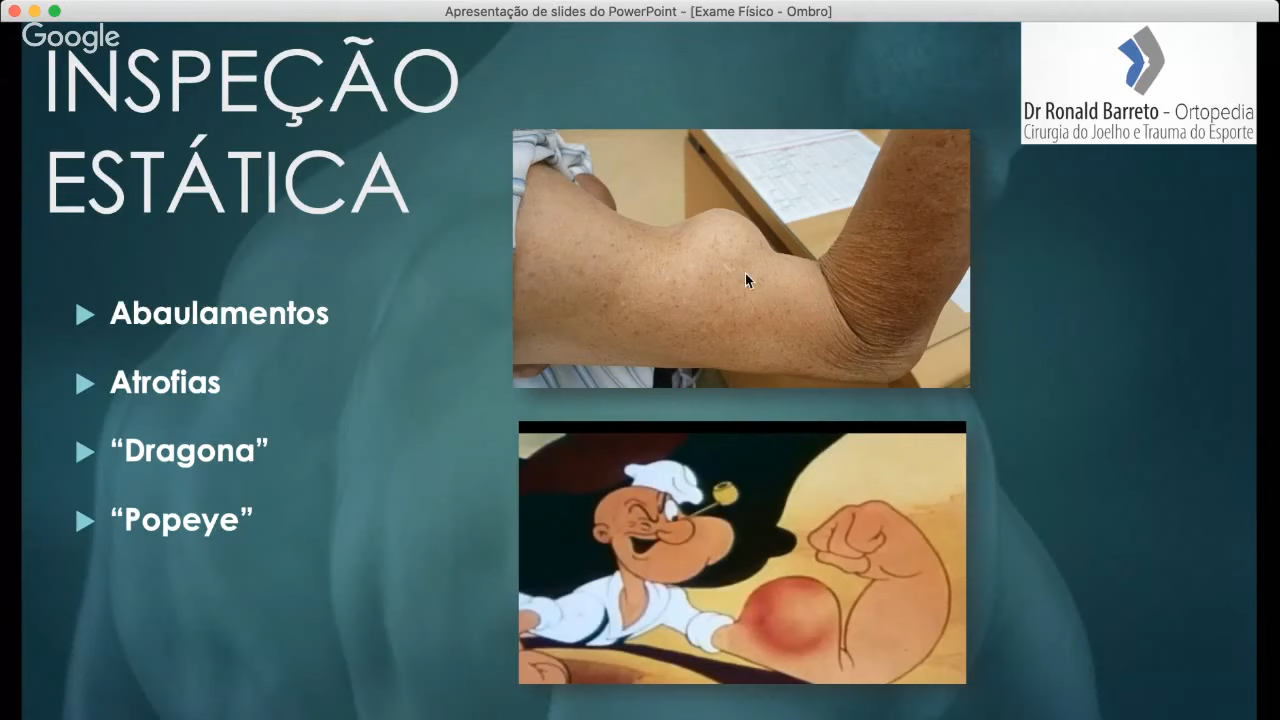 Apresentação de slides do PowerPoint - [Exame Físico - Ombro]
Google
INSPEÇÃO
ESTÁTICA
Dr Ronald Barreto - Ortopedia
Cirurgia do Joelho e Trauma do Esporte
Abaulamentos
Atrofias
“Dragona”
“Popeye”